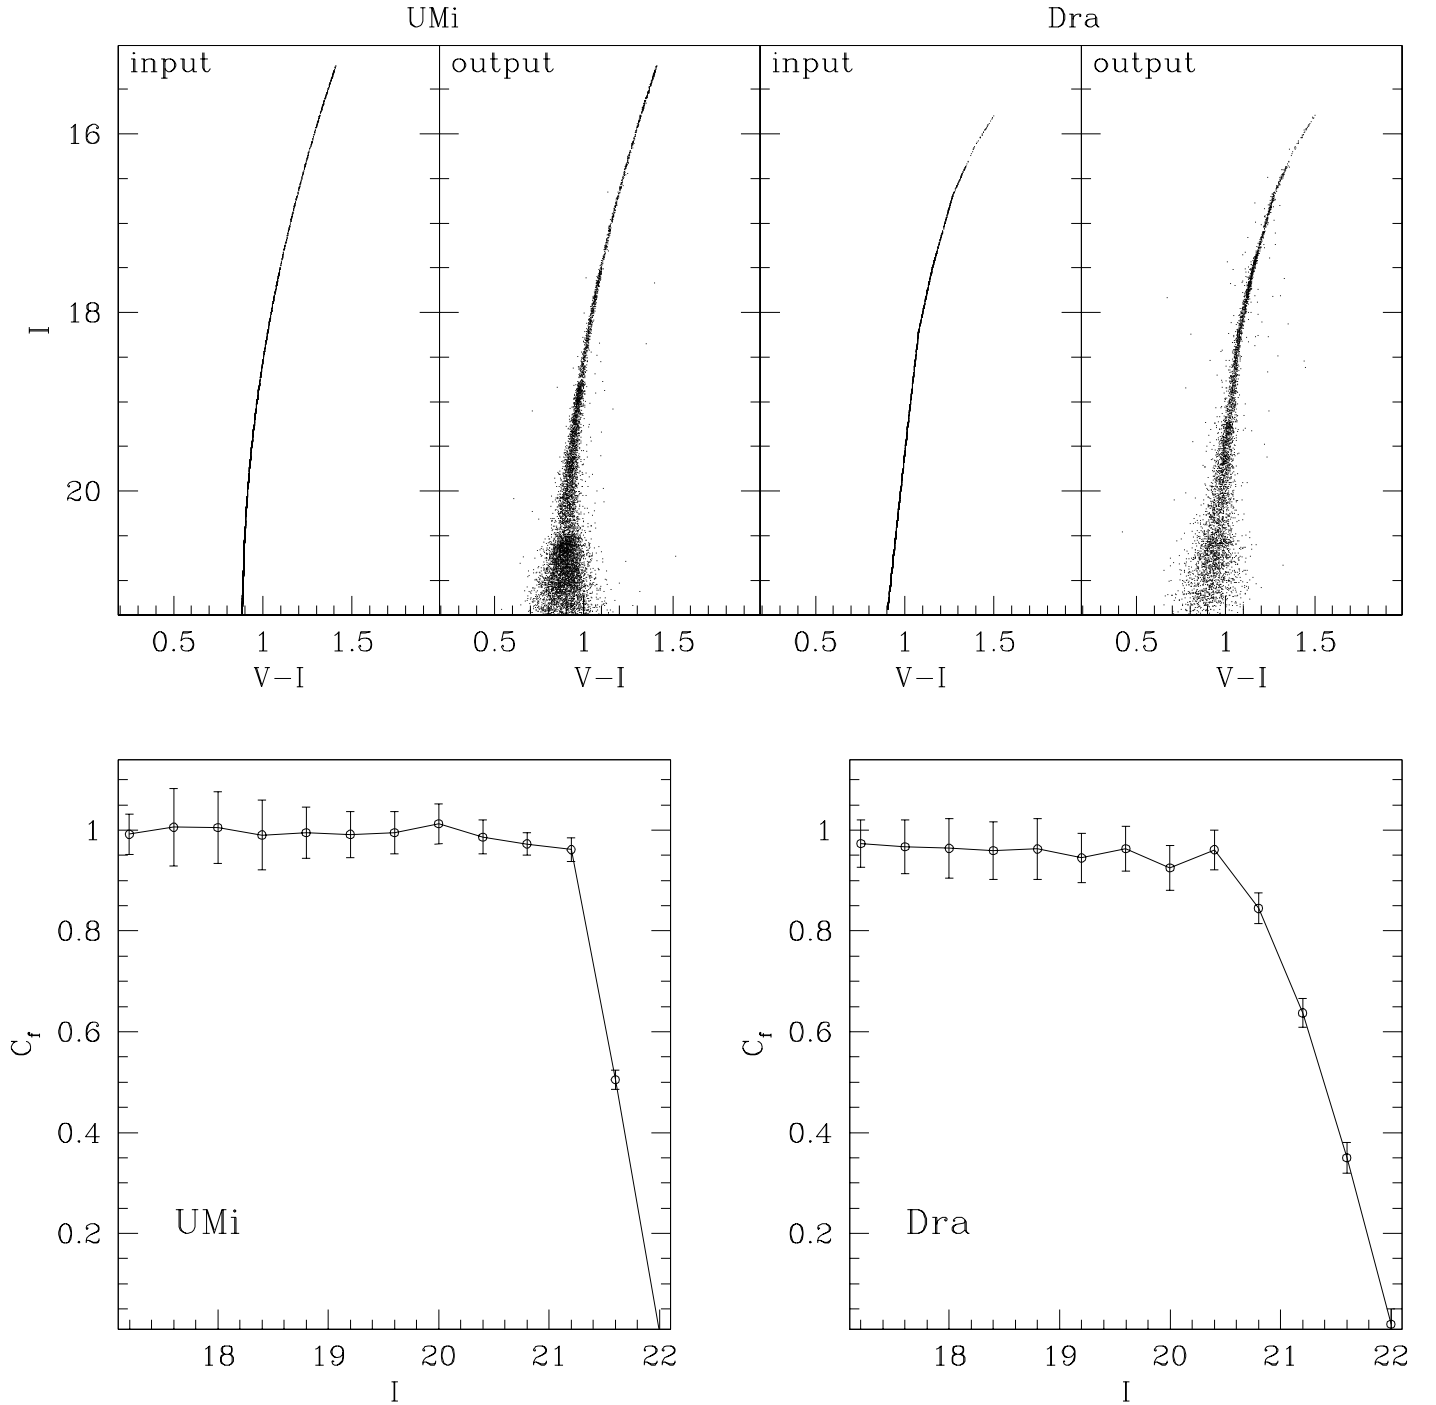 UMi Dra
input output input output
16
18
20
I
0.5 1 1.5 0.5 1 1.5 0.5 1 1.5 0.5 1 1.5
V-I V-I V-I V-I
1 1
0.8 0.8
0.6 0.6
0.4 0.4
0.2 0.2
Cf Cf
UMi Dra
18 19 20 21 22 18 19 20 21 22
I I